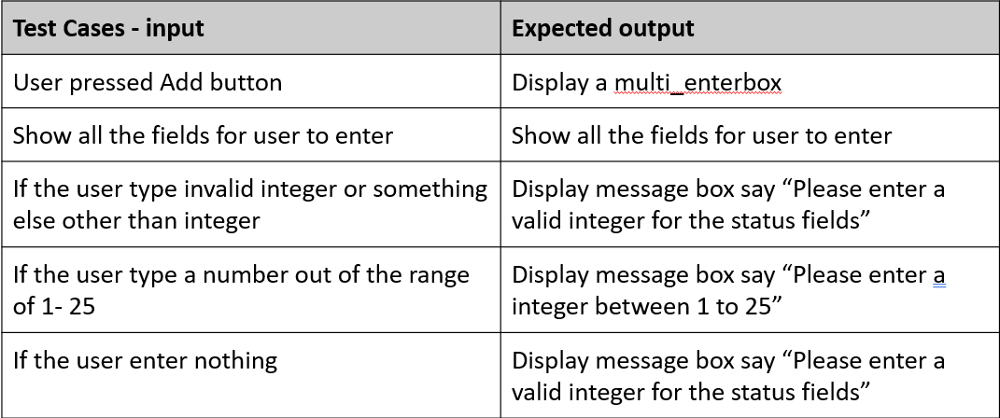 Test Cases - input
Expected output
User pressed Add button
Display a multi_enterbox
Show all the fields for user to enter
Show all the fields for user to enter
If the user type invalid integer or something
else other than integer
Display message box say “Please enter a
valid integer for the status fields”
If the user type a number out of the range
of 1- 25
Display message box say “Please enter a
integer between 1 to 25”
If the user enter nothing
Display message box say “Please enter a
valid integer for the status fields”